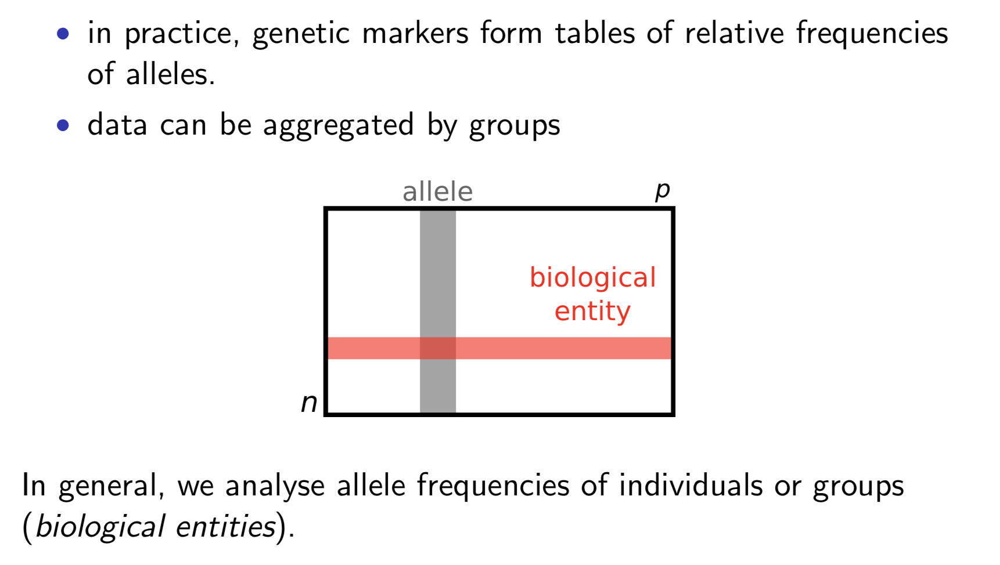 • in practice, genetic markers form tables of relative frequencies
of alleles.
• data can be aggregated by groups
allele
p
biological
entity
n
In general, we analyse allele frequencies of individuals or groups
(biological entities).